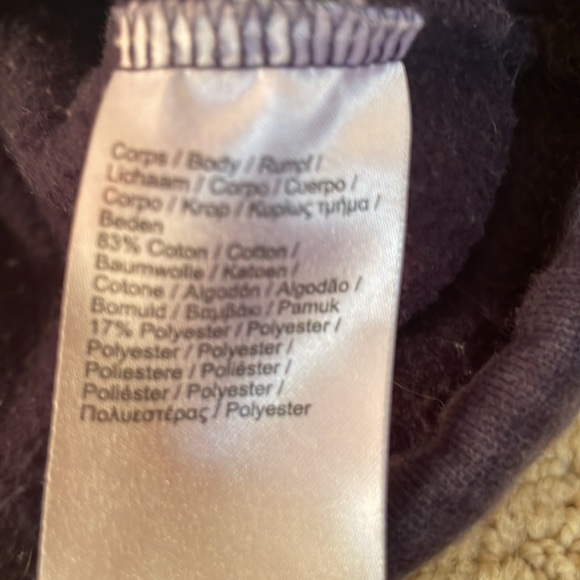 Corps / Body / Rumpf /
Lichaam / Corpo / Cuerpo /
Corpo / Krop / Κυρίως τμήμα /
Beden
83% Coton / Cotton /
Baumwolle / Katoen /
Cotone / Algodón / Algodão /
Bomuld / Βαμβάκι / Pamuk
17% Polyester / Polyester /
Polyester / Polyester /
Poliestere / Poliéster /
Poliéster / Polyester /
Πολυεστέρας / Polyester